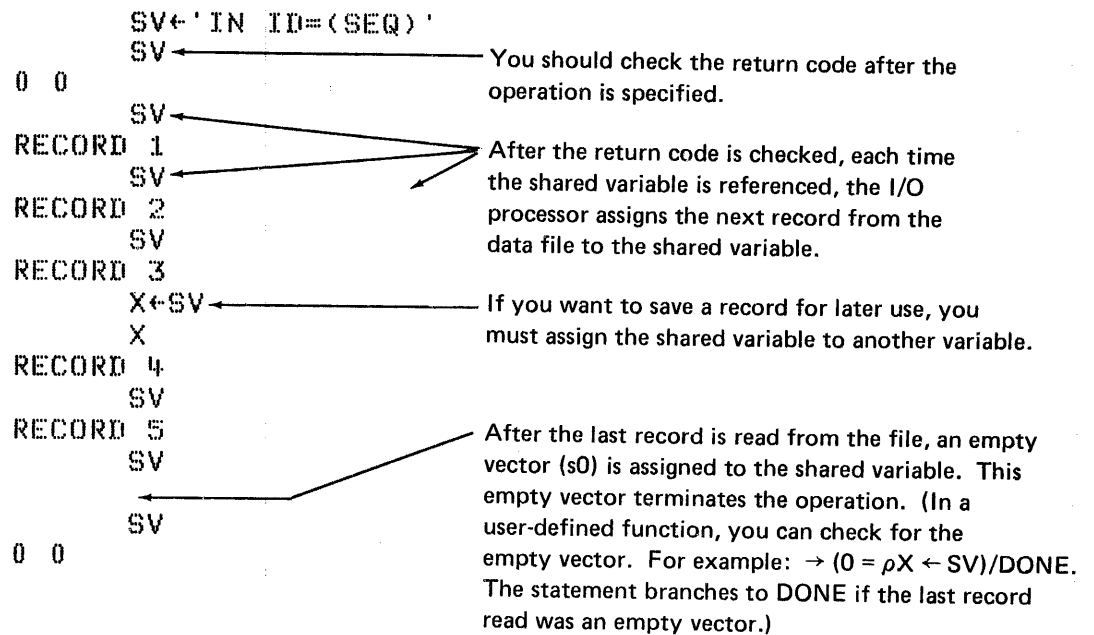 SV←'IN ID=(SEQ)'
SV
You should check the return code after the
operation is specified.
0 0
SV
RECORD 1
After the return code is checked, each time
the shared variable is referenced, the I/O
processor assigns the next record from the
data file to the shared variable.
SV
RECORD 2
SV
RECORD 3
X←SV
If you want to save a record for later use, you
must assign the shared variable to another variable.
X
RECORD 4
SV
RECORD 5
SV
After the last record is read from the file, an empty
vector (s0) is assigned to the shared variable. This
empty vector terminates the operation. (In a
user-defined function, you can check for the
empty vector. For example: → (0 = ρX ← SV)/DONE.
The statement branches to DONE if the last record
read was an empty vector.)
SV
0 0